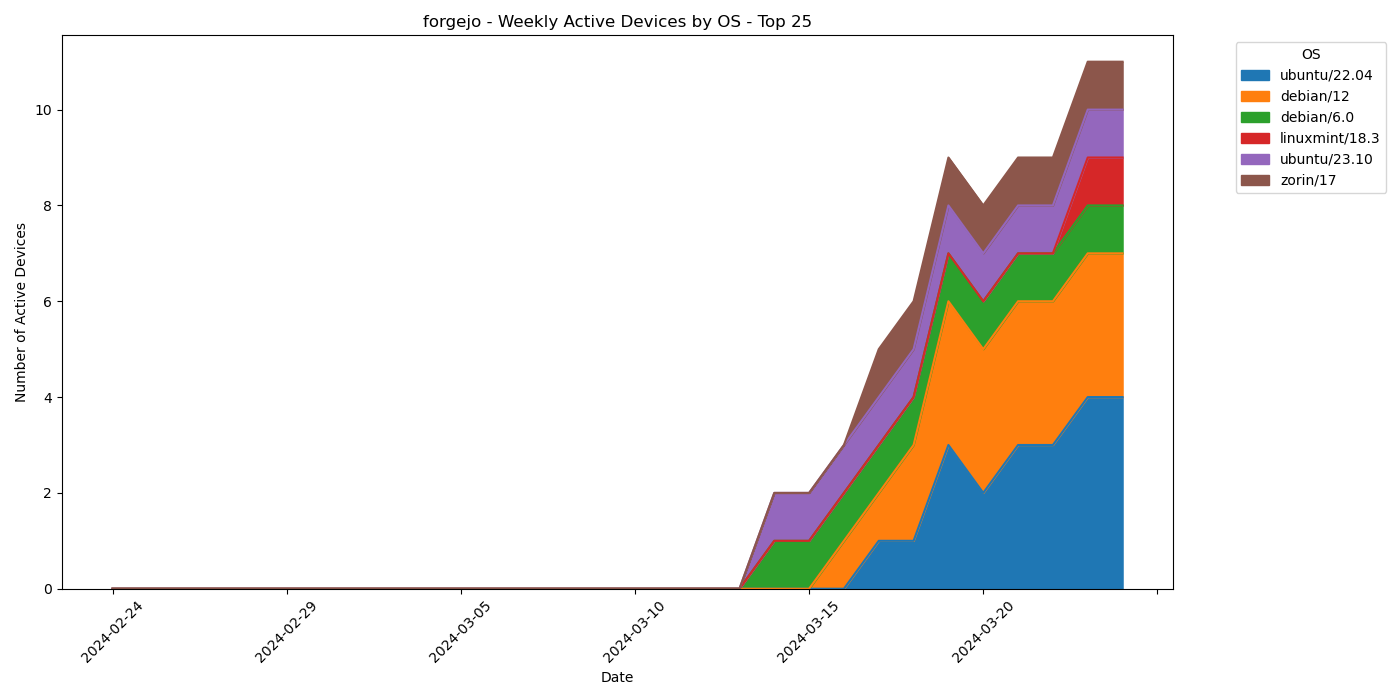 forgejo - Weekly Active Devices by OS - Top 25
OS
ubuntu/22.04
debian/12
debian/6.0
linuxmint/18.3
ubuntu/23.10
zorin/17
Number of Active Devices
10
8
6
4
2
0
2024-02-24
2024-02-29
2024-03-05
2024-03-10
2024-03-15
2024-03-20
Date